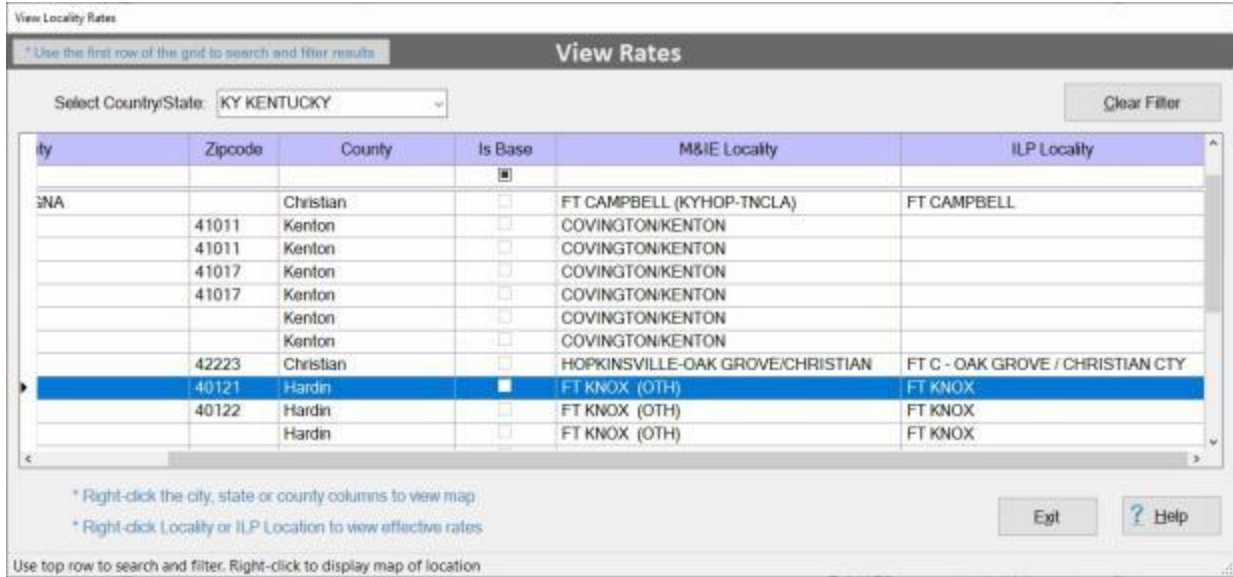 View Locality Rates
* Use the first row of the grid to search and filter results
View Rates
Select Country/State: KY KENTUCKY
Clear Filter
ity Zipcode County Is Base M&IE Locality ILP Locality
GNA Christian FT CAMPBELL (KYHOP-TNCLA) FT CAMPBELL
41011 Kenton COVINGTON/KENTON
41011 Kenton COVINGTON/KENTON
41017 Kenton COVINGTON/KENTON
41017 Kenton COVINGTON/KENTON
Kenton COVINGTON/KENTON
Kenton COVINGTON/KENTON
42223 Christian HOPKINSVILLE-OAK GROVE/CHRISTIAN FT C - OAK GROVE / CHRISTIAN CTY
40121 Hardin FT KNOX (OTH) FT KNOX
40122 Hardin FT KNOX (OTH) FT KNOX
Hardin FT KNOX (OTH) FT KNOX
* Right-click the city, state or county columns to view map
* Right-click Locality or ILP Location to view effective rates
Exit ? Help
Use top row to search and filter. Right-click to display map of location